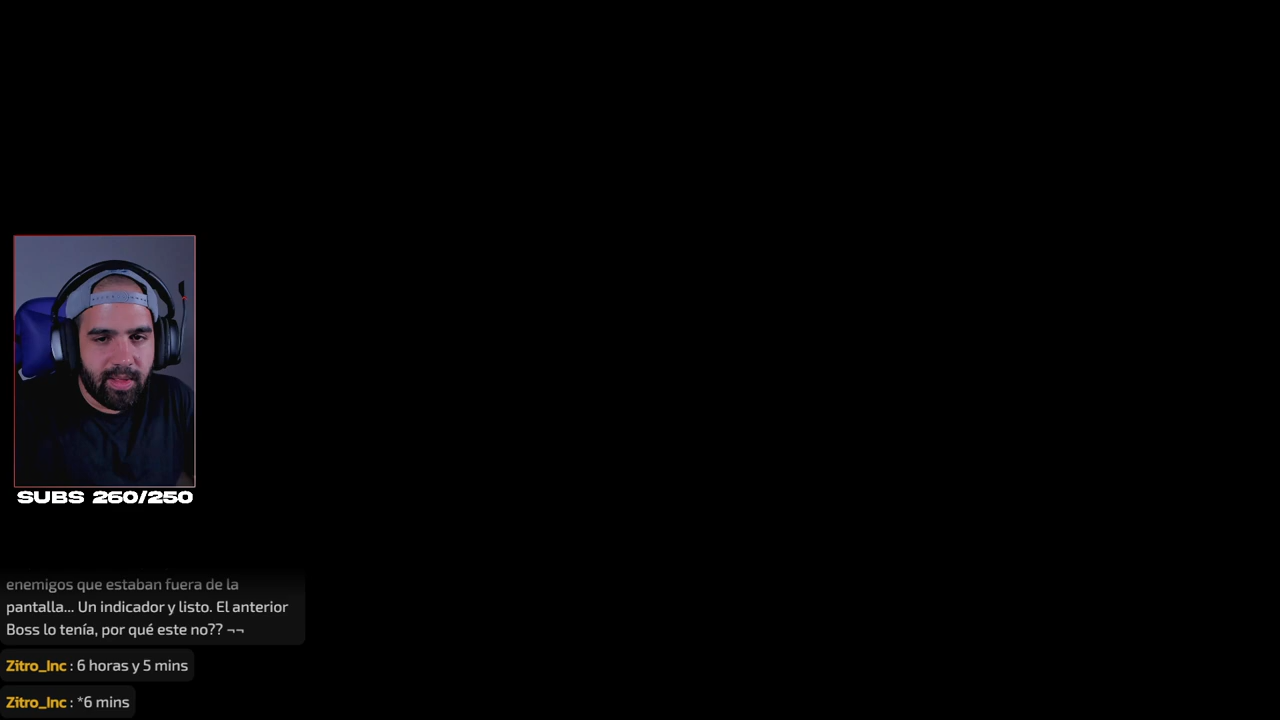 SUBS 260/250
enemigos que estaban fuera de la
pantalla... Un indicador y listo. El anterior
Boss lo tenía, por qué este no?? ¬¬
Zitro_Inc : 6 horas y 5 mins
Zitro_Inc : *6 mins